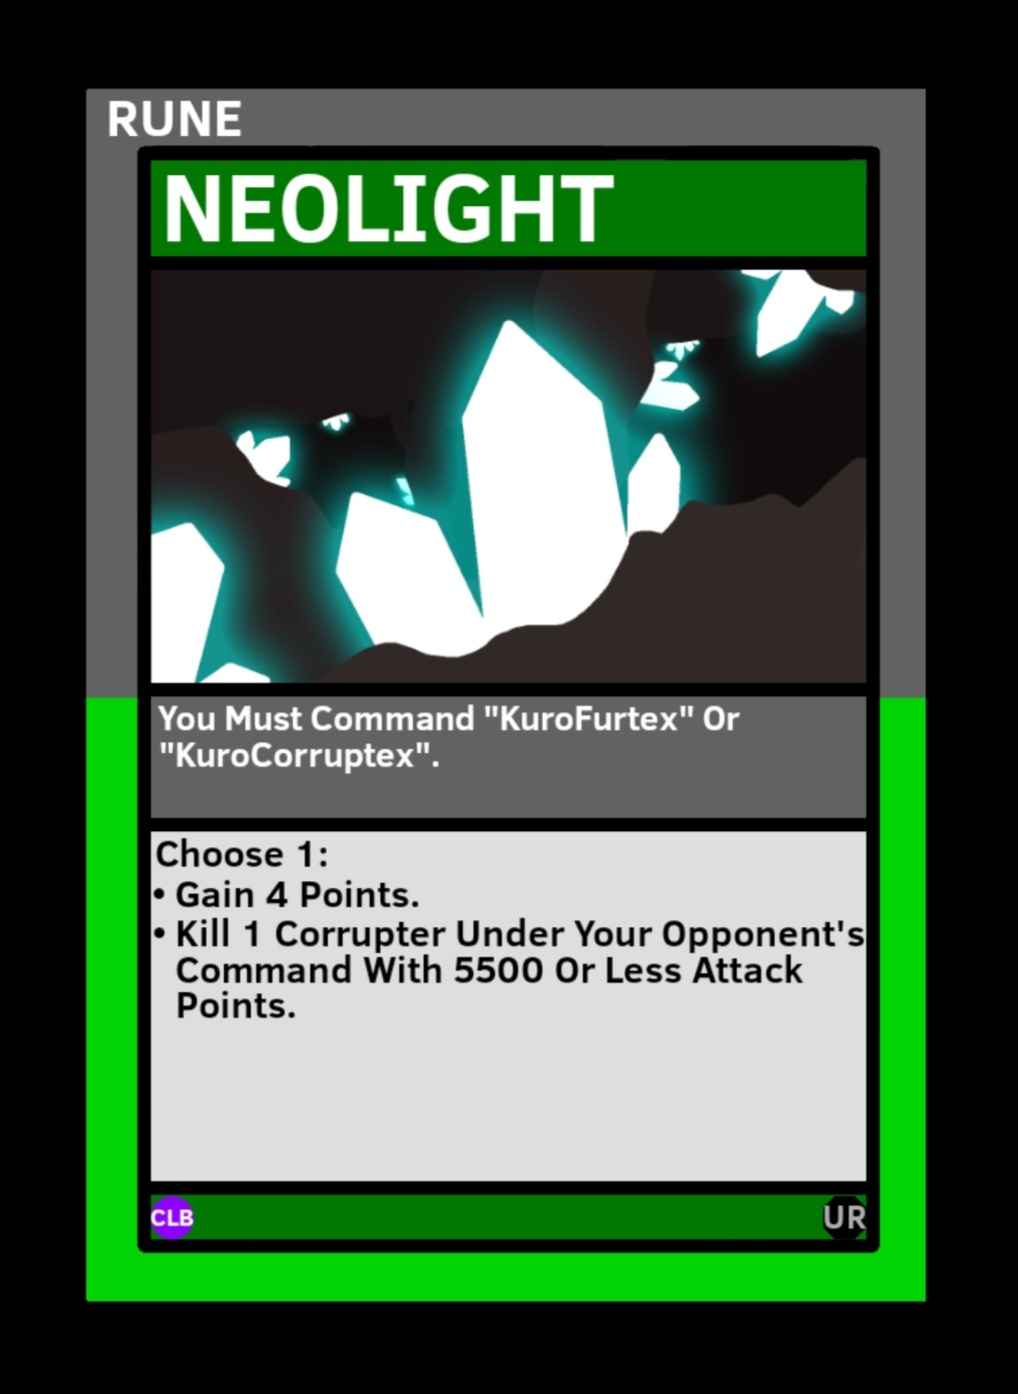 RUNE
NEOLIGHT
You Must Command "KuroFurtex" Or
"KuroCorruptex".
Choose 1:
• Gain 4 Points.
• Kill 1 Corrupter Under Your Opponent's
Command With 5500 Or Less Attack
Points.
CLB
UR